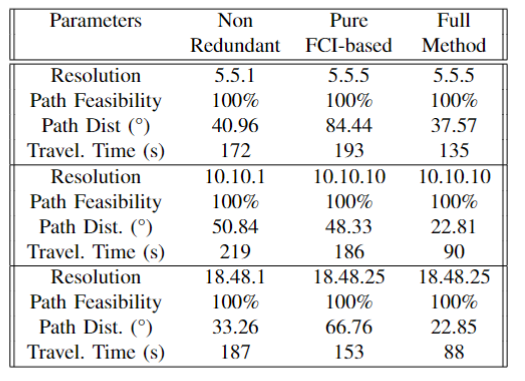 Parameters Non Pure Full
Redundant FCI-based Method
Resolution 5.5.1 5.5.5 5.5.5
Path Feasibility 100% 100% 100%
Path Dist (°) 40.96 84.44 37.57
Travel. Time (s) 172 193 135
Resolution 10.10.1 10.10.10 10.10.10
Path Feasibility 100% 100% 100%
Path Dist. (°) 50.84 48.33 22.81
Travel. Time (s) 219 186 90
Resolution 18.48.1 18.48.25 18.48.25
Path Feasibility 100% 100% 100%
Path Dist. (°) 33.26 66.76 22.85
Travel. Time (s) 187 153 88